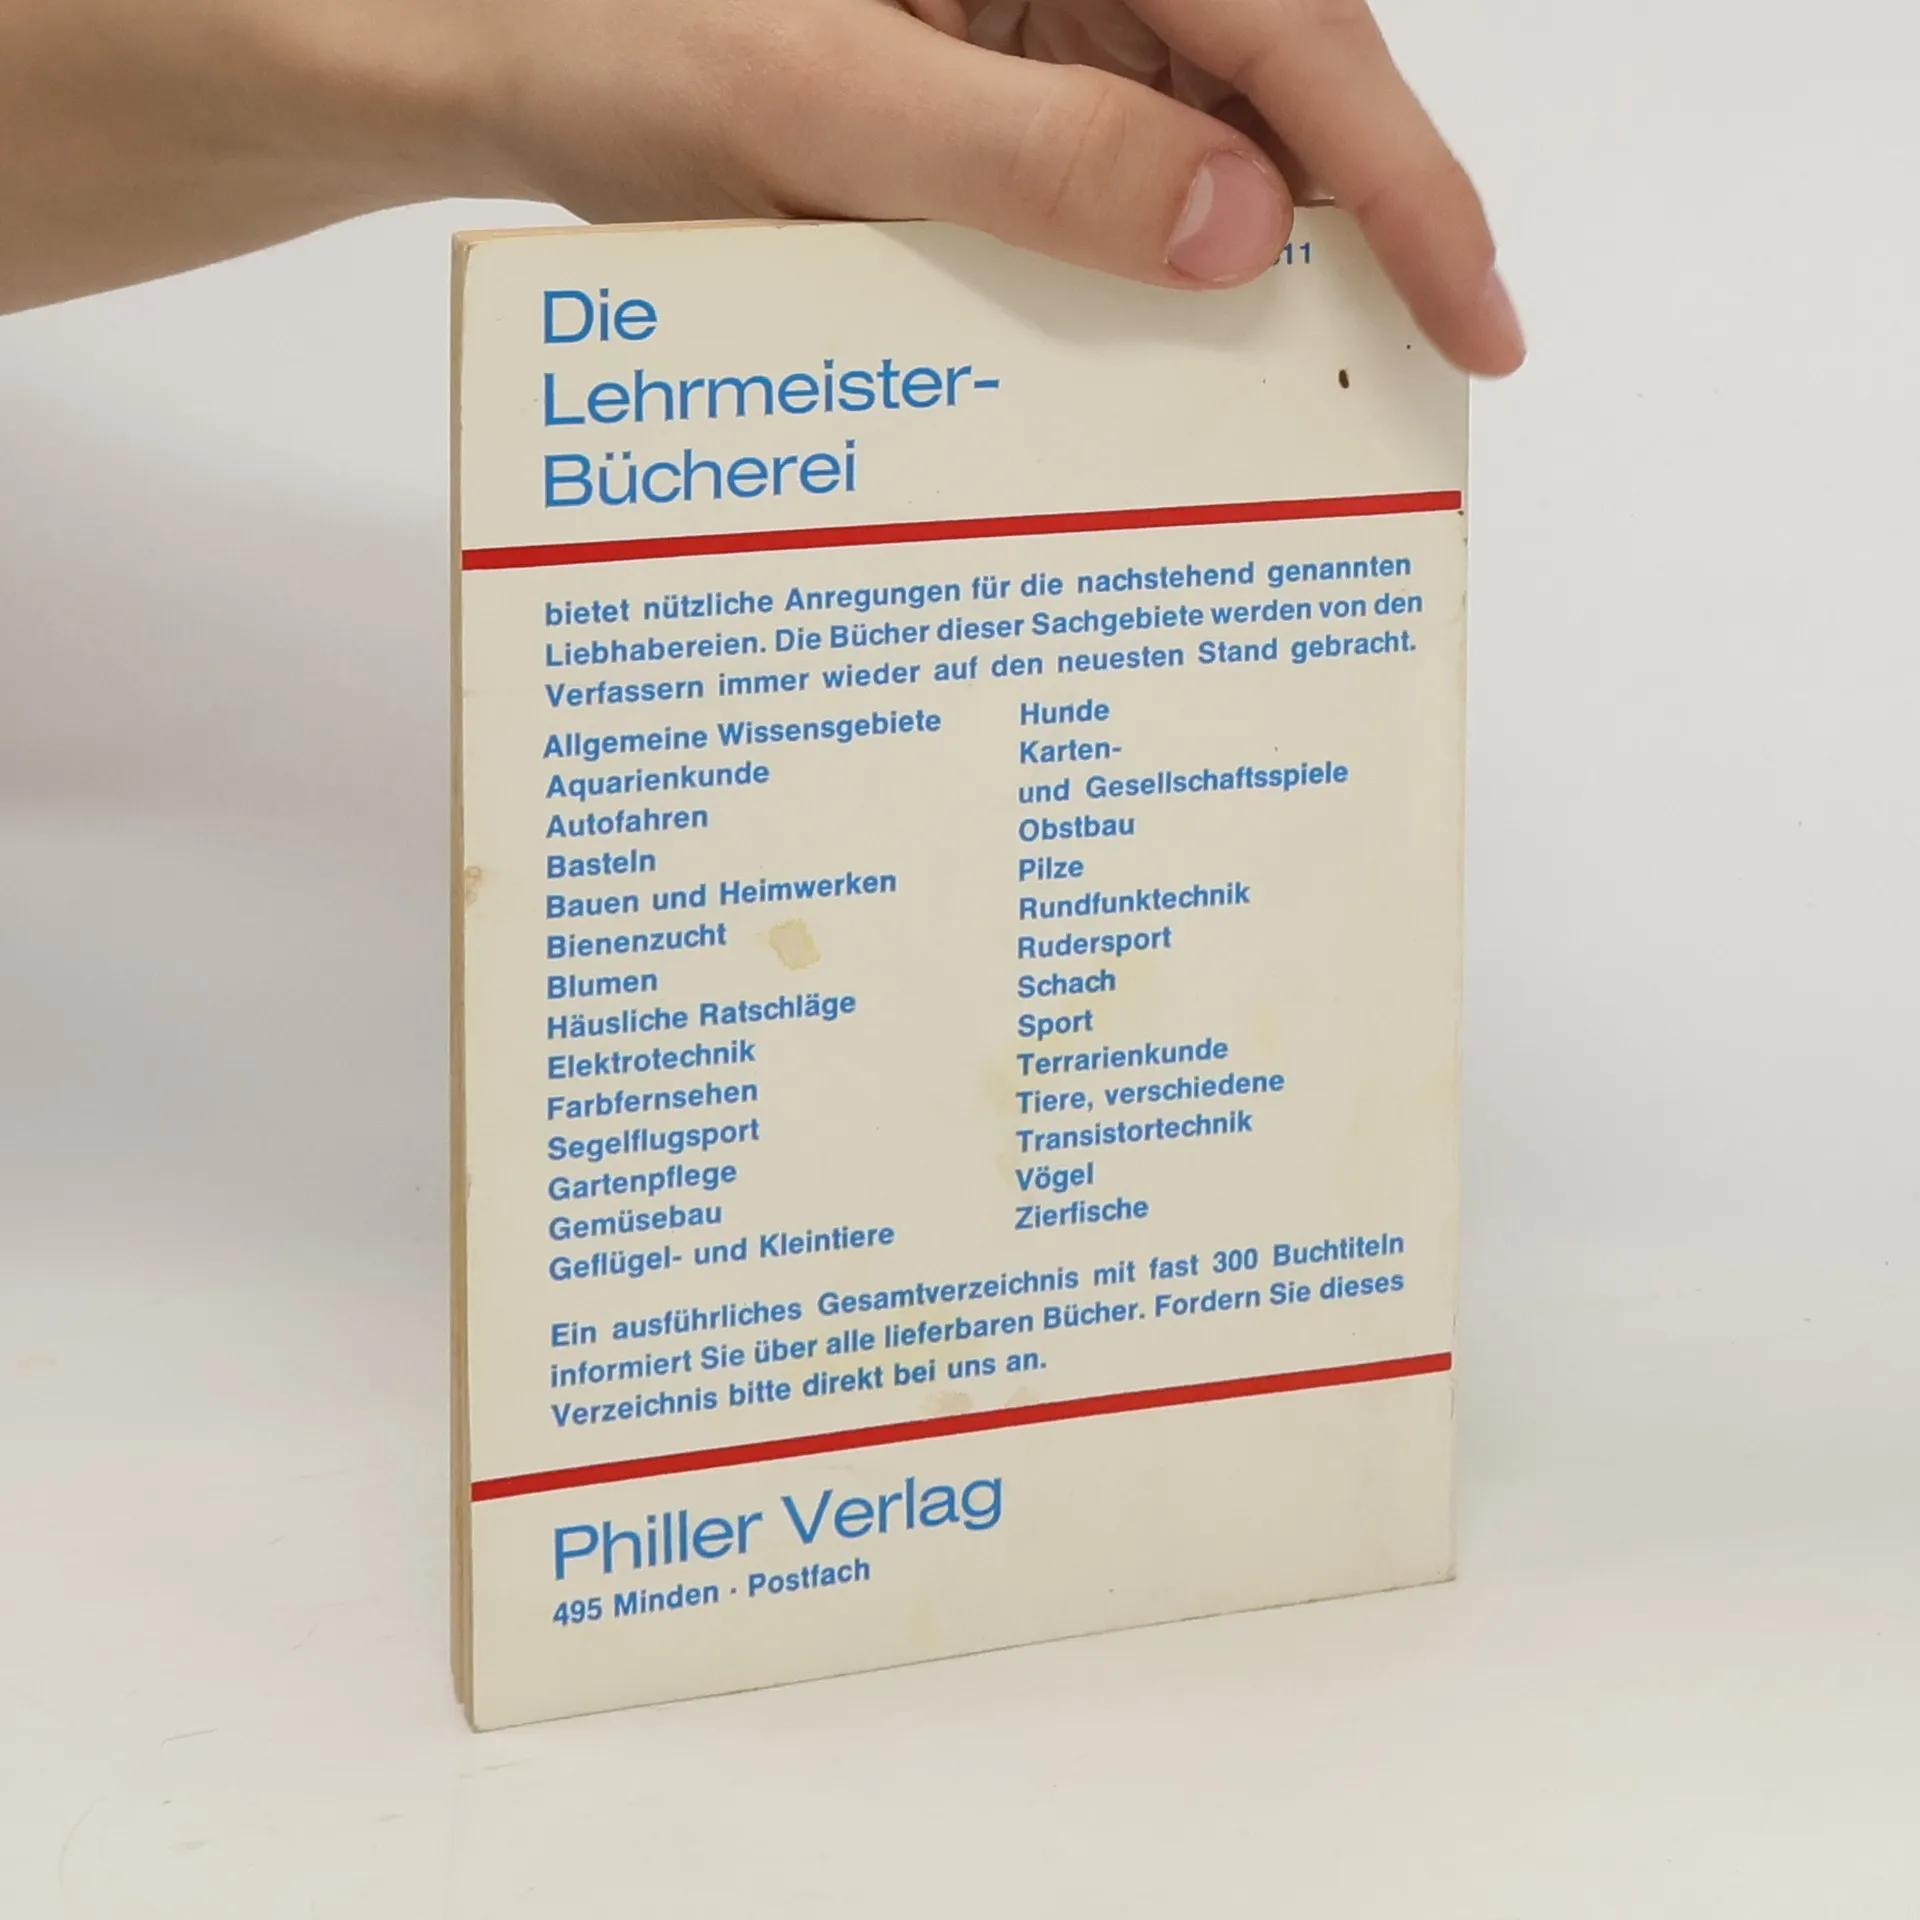 Die
Lehrmeister-
Bücherei
bietet nützliche Anregungen für die nachstehend genannten
Liebhabereien. Die Bücher dieser Sachgebiete werden von den
Verfassern immer wieder auf den neuesten Stand gebracht.
Allgemeine Wissensgebiete
Aquarienkunde
Autofahren
Basteln
Bauen und Heimwerken
Bienenzucht
Blumen
Häusliche Ratschläge
Elektrotechnik
Farbfernsehen
Segelflugsport
Gartenpflege
Gemüsebau
Geflügel- und Kleintiere
Hunde
Karten-
und Gesellschaftsspiele
Obstbau
Pilze
Rundfunktechnik
Rudersport
Schach
Sport
Terrarienkunde
Tiere, verschiedene
Transistortechnik
Vögel
Zierfische
Ein ausführliches Gesamtverzeichnis mit fast 300 Buchtiteln
informiert Sie über alle lieferbaren Bücher. Fordern Sie dieses
Verzeichnis bitte direkt bei uns an.
Philler Verlag
495 Minden · Postfach